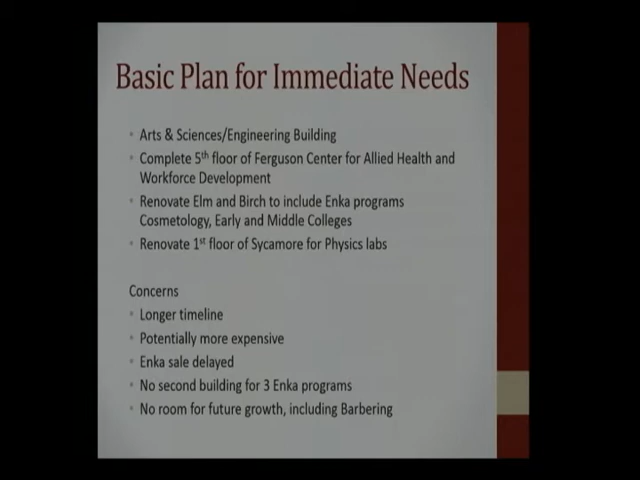 Basic Plan for Immediate Needs
• Arts & Sciences/Engineering Building
• Complete 5th floor of Ferguson Center for Allied Health and
Workforce Development
• Renovate Elm and Birch to include Enka programs
Cosmetology, Early and Middle Colleges
• Renovate 1st floor of Sycamore for Physics labs
Concerns
• Longer timeline
• Potentially more expensive
• Enka sale delayed
• No second building for 3 Enka programs
• No room for future growth, including Barbering